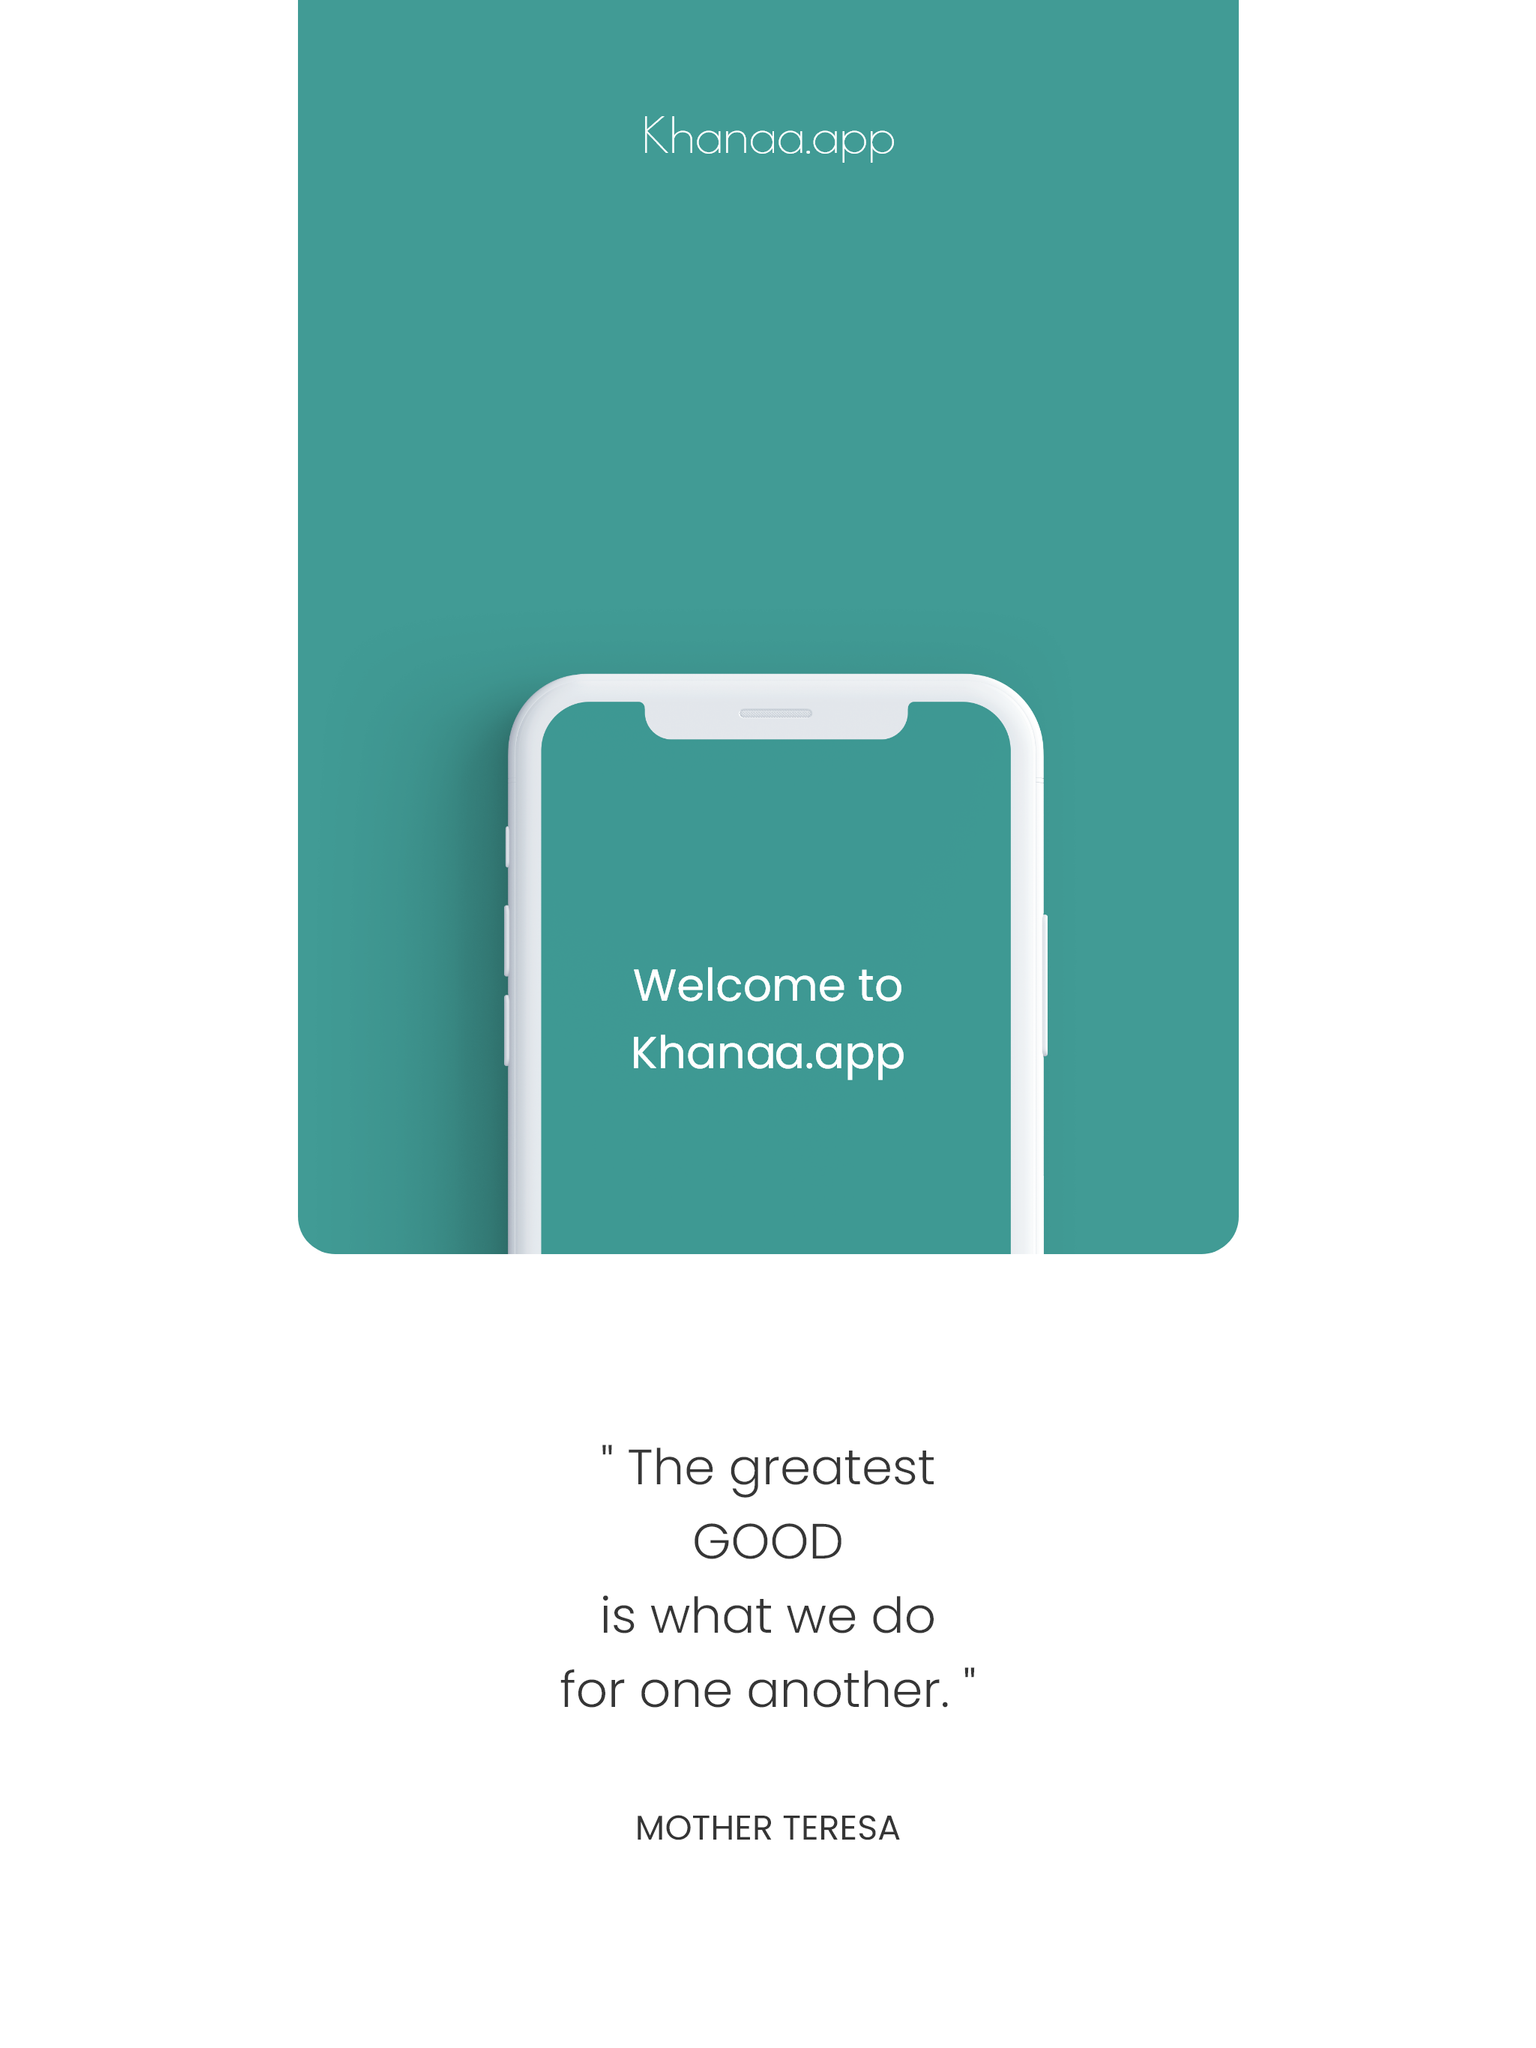 Khanaa.app
Welcome to
Khanaa.app
" The greatest
GOOD
is what we do
for one another. "
MOTHER TERESA